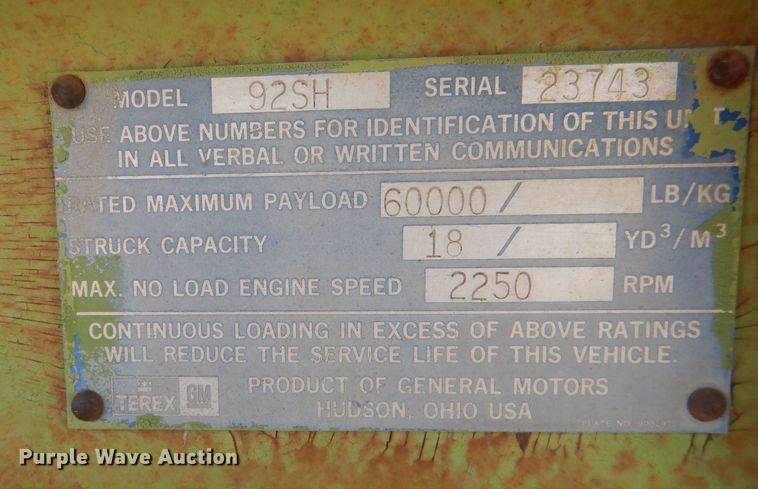 MODEL 92SH SERIAL 23743
USE ABOVE NUMBERS FOR IDENTIFICATION OF THIS UNIT
IN ALL VERBAL OR WRITTEN COMMUNICATIONS
RATED MAXIMUM PAYLOAD 60000 / LB/KG
STRUCK CAPACITY 18 / YD³/M³
MAX. NO LOAD ENGINE SPEED 2250 RPM
CONTINUOUS LOADING IN EXCESS OF ABOVE RATINGS
WILL REDUCE THE SERVICE LIFE OF THIS VEHICLE.
TEREX GM PRODUCT OF GENERAL MOTORS
HUDSON, OHIO USA
PLATE NO.
Purple Wave Auction